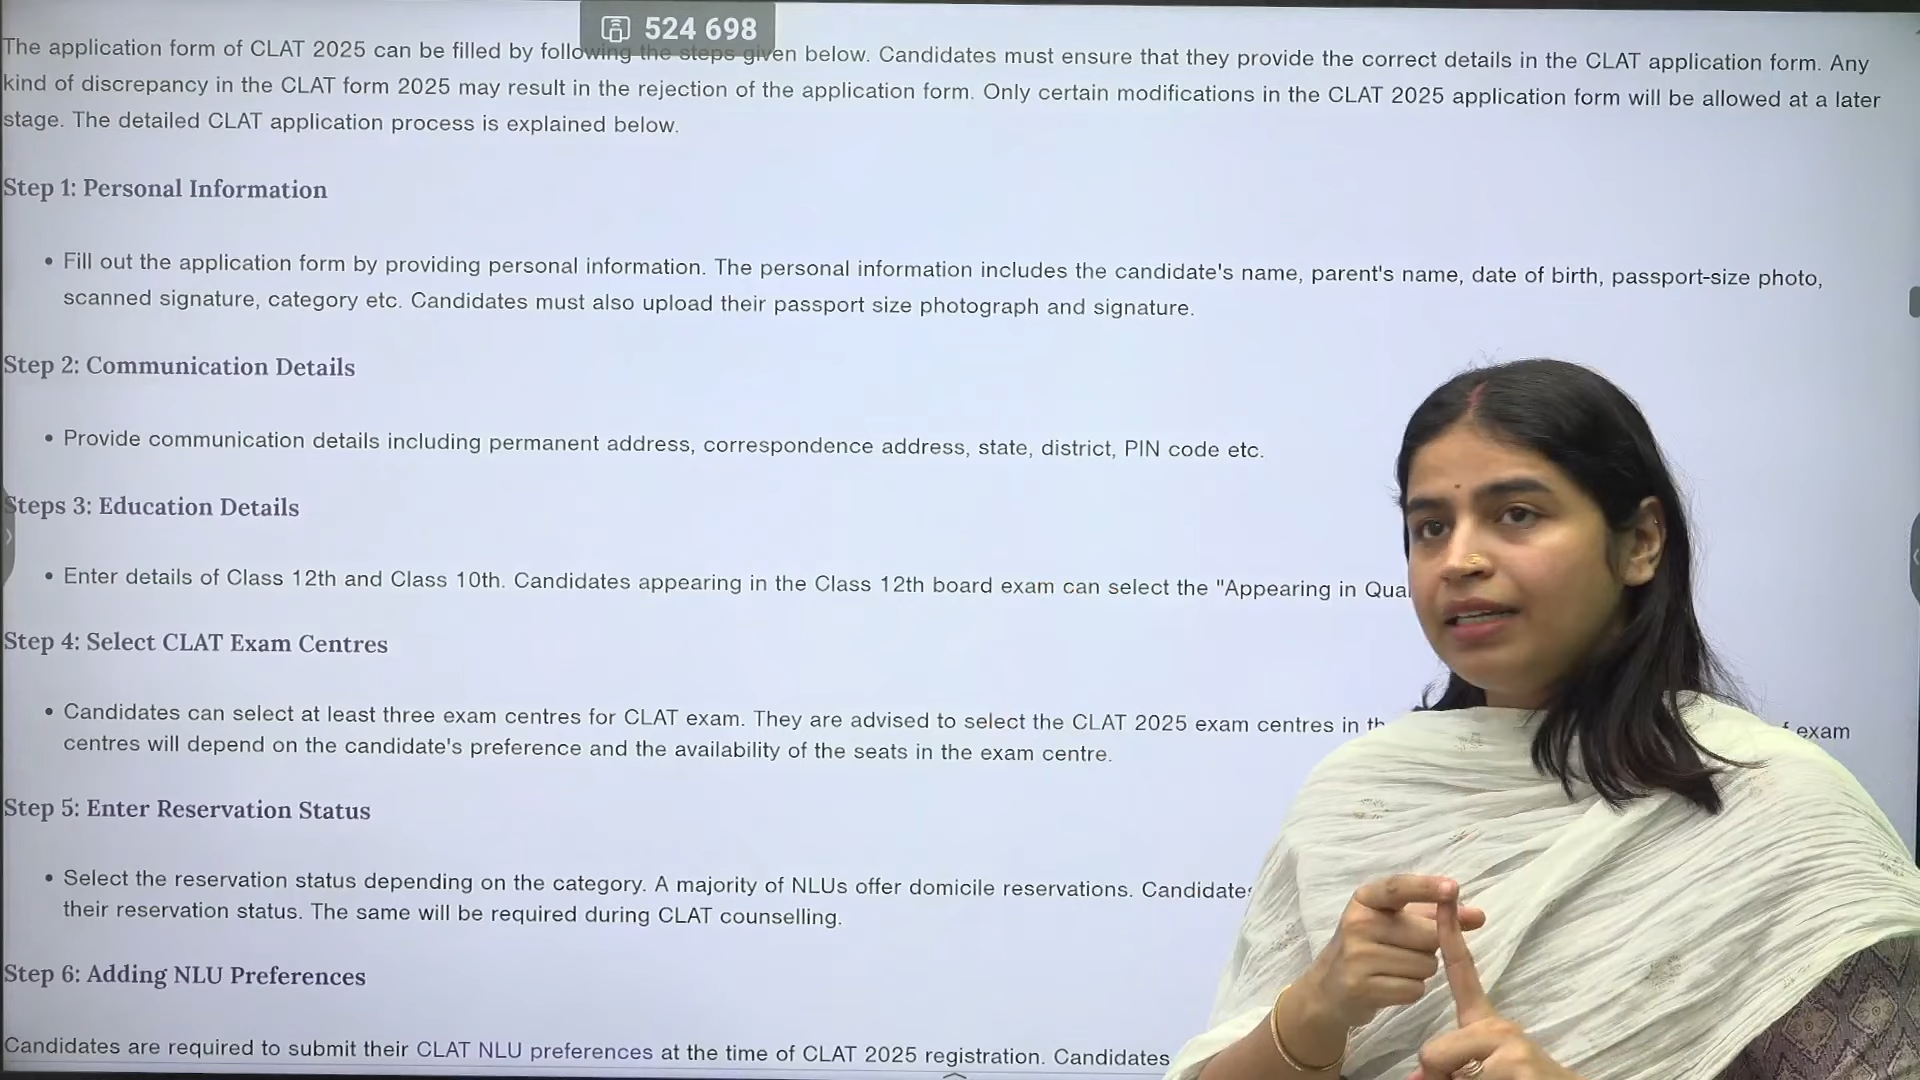 524 698
The application form of CLAT 2025 can be filled by following the steps given below. Candidates must ensure that they provide the correct details in the CLAT application form. Any
kind of discrepancy in the CLAT form 2025 may result in the rejection of the application form. Only certain modifications in the CLAT 2025 application form will be allowed at a later
stage. The detailed CLAT application process is explained below.
Step 1: Personal Information
• Fill out the application form by providing personal information. The personal information includes the candidate's name, parent's name, date of birth, passport-size photo,
scanned signature, category etc. Candidates must also upload their passport size photograph and signature.
Step 2: Communication Details
• Provide communication details including permanent address, correspondence address, state, district, PIN code etc.
Steps 3: Education Details
• Enter details of Class 12th and Class 10th. Candidates appearing in the Class 12th board exam can select the "Appearing in
Step 4: Select CLAT Exam Centres
• Candidates can select at least three exam centres for CLAT exam. They are advised to select the CLAT 2025 exam centres in exam
centres will depend on the candidate's preference and the availability of the seats in the exam centre.
Step 5: Enter Reservation Status
• Select the reservation status depending on the category. A majority of NLUs offer domicile reservations.
their reservation status. The same will be required during CLAT counselling.
Step 6: Adding NLU Preferences
Candidates are required to submit their CLAT NLU preferences at the time of CLAT 2025 registration. Candidates